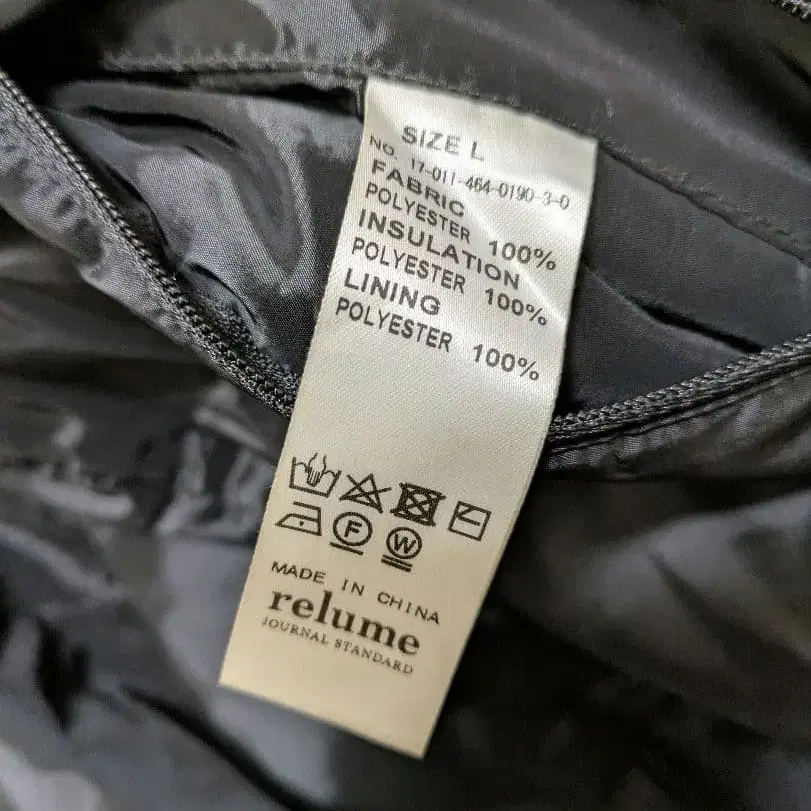 SIZE L
NO. 17-011-464-0190-3-0
FABRIC
POLYESTER 100%
INSULATION
POLYESTER 100%
LINING
POLYESTER 100%
F W
MADE IN CHINA
relume
JOURNAL STANDARD